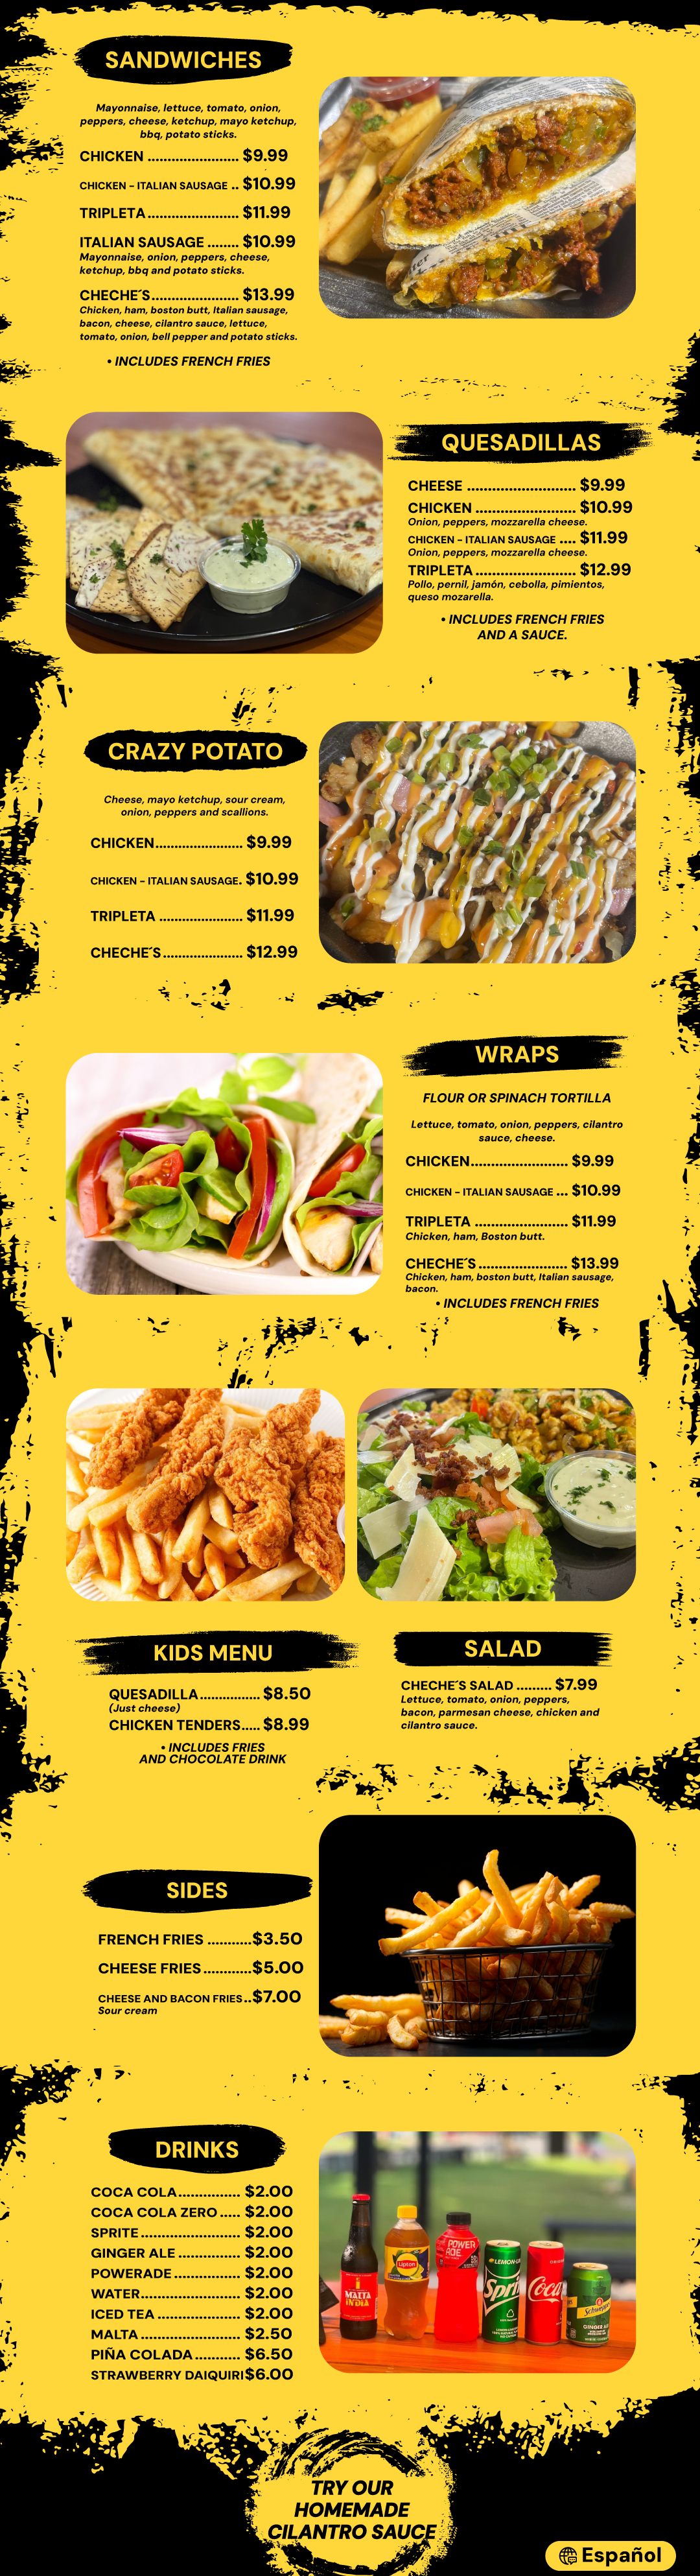 SANDWICHES
Mayonnaise, lettuce, tomato, onion,
peppers, cheese, ketchup, mayo ketchup,
bbq, potato sticks.
CHICKEN ....................... $9.99
CHICKEN - ITALIAN SAUSAGE .. $10.99
TRIPLETA ....................... $11.99
ITALIAN SAUSAGE ........ $10.99
Mayonnaise, onion, peppers, cheese,
ketchup, bbq and potato sticks.
CHECHE´S...................... $13.99
Chicken, ham, boston butt, Italian sausage,
bacon, cheese, cilantro sauce, lettuce,
tomato, onion, bell pepper and potato sticks.
• INCLUDES FRENCH FRIES
QUESADILLAS
CHEESE ........................... $9.99
CHICKEN ......................... $10.99
Onion, peppers, mozzarella cheese.
CHICKEN - ITALIAN SAUSAGE .... $11.99
Onion, peppers, mozzarella cheese.
TRIPLETA ......................... $12.99
Pollo, pernil, jamón, cebolla, pimientos,
queso mozarella.
• INCLUDES FRENCH FRIES
AND A SAUCE.
CRAZY POTATO
Cheese, mayo ketchup, sour cream,
onion, peppers and scallions.
CHICKEN...................... $9.99
CHICKEN - ITALIAN SAUSAGE. $10.99
TRIPLETA ..................... $11.99
CHECHE´S.................... $12.99
WRAPS
FLOUR OR SPINACH TORTILLA
Lettuce, tomato, onion, peppers, cilantro
sauce, cheese.
CHICKEN........................ $9.99
CHICKEN - ITALIAN SAUSAGE ... $10.99
TRIPLETA ....................... $11.99
Chicken, ham, Boston butt.
CHECHE´S ...................... $13.99
Chicken, ham, boston butt, Italian sausage,
bacon.
• INCLUDES FRENCH FRIES
KIDS MENU
QUESADILLA................ $8.50
(Just cheese)
CHICKEN TENDERS..... $8.99
• INCLUDES FRIES
AND CHOCOLATE DRINK
SALAD
CHECHE´S SALAD ......... $7.99
Lettuce, tomato, onion, peppers,
bacon, parmesan cheese, chicken and
cilantro sauce.
SIDES
FRENCH FRIES ...........$3.50
CHEESE FRIES............$5.00
CHEESE AND BACON FRIES..$7.00
Sour cream
DRINKS
COCA COLA............... $2.00
COCA COLA ZERO ..... $2.00
SPRITE ........................ $2.00
GINGER ALE ............... $2.00
POWERADE ................ $2.00
WATER........................ $2.00
ICED TEA .................... $2.00
MALTA ........................ $2.50
PIÑA COLADA ........... $6.50
STRAWBERRY DAIQUIRI$6.00
MALTA
INDIA
Lipton
POWER
ADE
LEMON-LI
Sprit
Coca
Schweppes
GINGER ALE
TRY OUR
HOMEMADE
CILANTRO SAUCE
Español